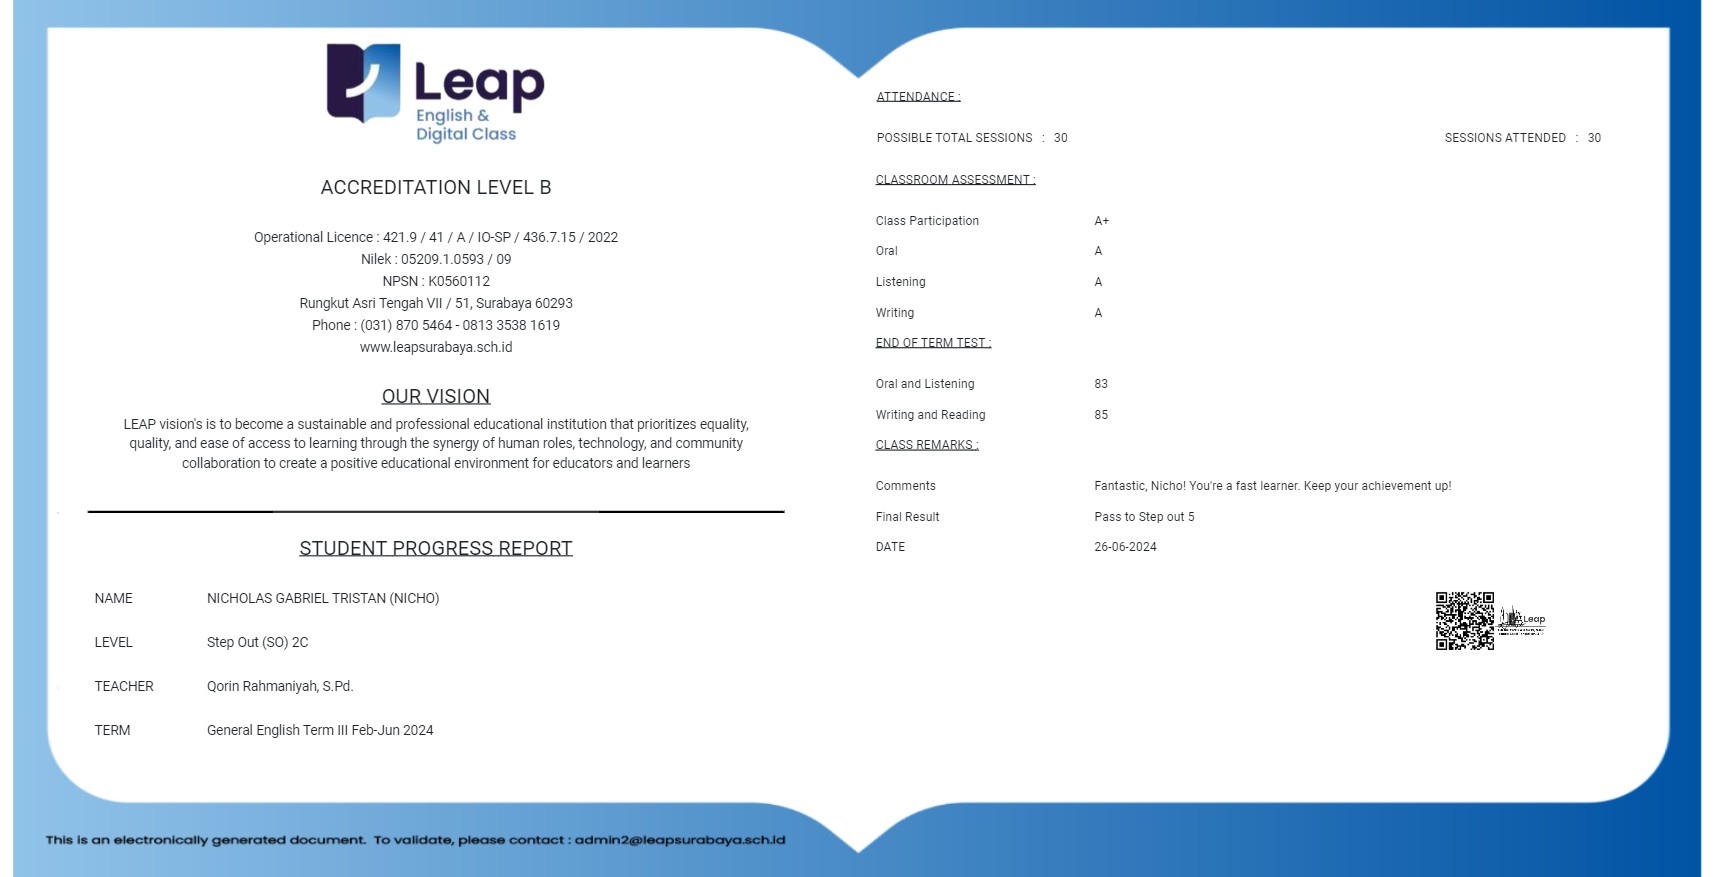 Leap
English &
Digital Class
ACCREDITATION LEVEL B
Operational Licence : 421.9 / 41 / A / IO-SP / 436.7.15 / 2022
Nilek : 05209.1.0593 / 09
NPSN : K0560112
Rungkut Asri Tengah VII / 51, Surabaya 60293
Phone : (031) 870 5464 - 0813 3538 1619
www.leapsurabaya.sch.id
OUR VISION
LEAP vision's is to become a sustainable and professional educational institution that prioritizes equality,
quality, and ease of access to learning through the synergy of human roles, technology, and community
collaboration to create a positive educational environment for educators and learners
STUDENT PROGRESS REPORT
NAME NICHOLAS GABRIEL TRISTAN (NICHO)
LEVEL Step Out (SO) 2C
TEACHER Qorin Rahmaniyah, S.Pd.
TERM General English Term III Feb-Jun 2024
ATTENDANCE :
POSSIBLE TOTAL SESSIONS : 30 SESSIONS ATTENDED : 30
CLASSROOM ASSESSMENT :
Class Participation A+
Oral A
Listening A
Writing A
END OF TERM TEST :
Oral and Listening 83
Writing and Reading 85
CLASS REMARKS :
Comments Fantastic, Nicho! You're a fast learner. Keep your achievement up!
Final Result Pass to Step out 5
DATE 26-06-2024
Leap
This is an electronically generated document. To validate, please contact : admin2@leapsurabaya.sch.id